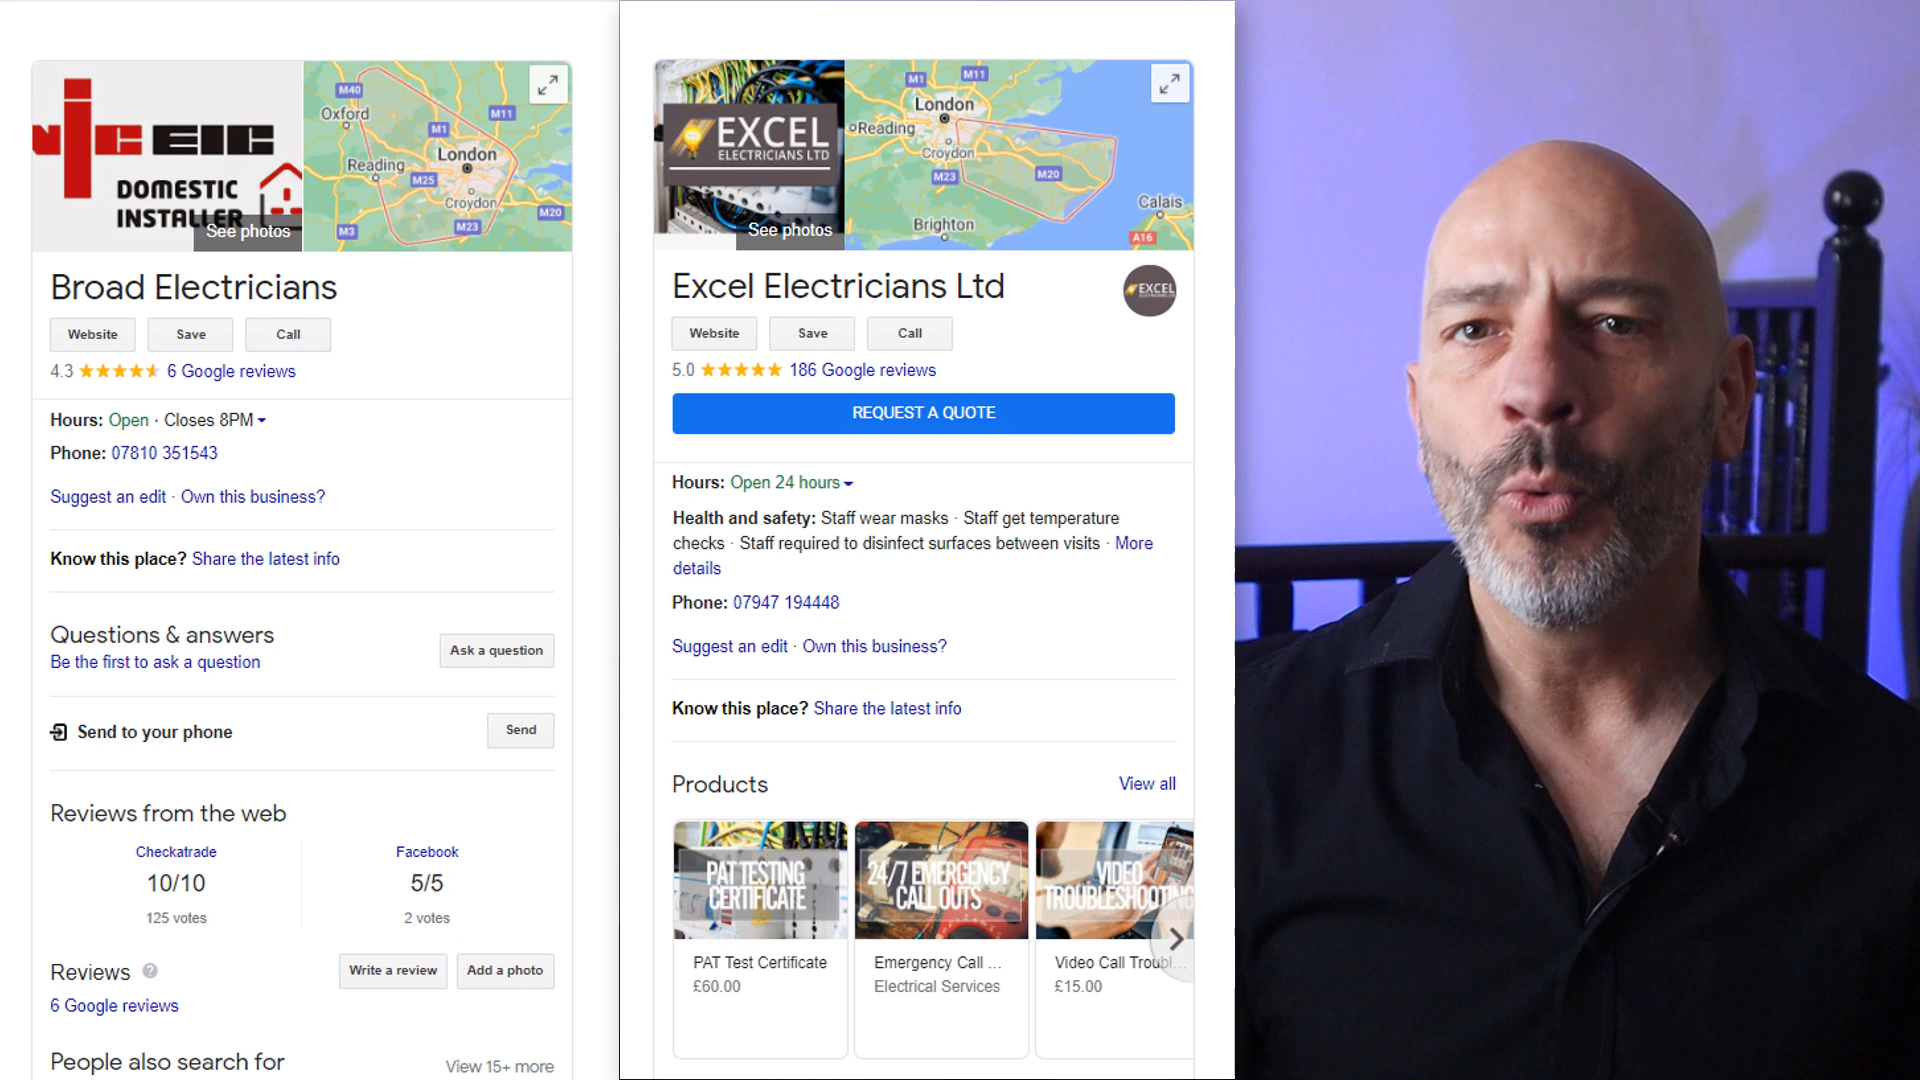 NICEIC
DOMESTIC
INSTALLER
See photos
M40
Oxford
M11
M1
Reading
London
M25
Croydon
M20
M3
M23
Broad Electricians
Website
Save
Call
4.3
6 Google reviews
Hours: Open · Closes 8PM
Phone: 07810 351543
Suggest an edit · Own this business?
Know this place? Share the latest info
Questions & answers
Be the first to ask a question
Ask a question
Send to your phone
Send
Reviews from the web
Checkatrade
10/10
125 votes
Facebook
5/5
2 votes
Reviews
?
Write a review
Add a photo
6 Google reviews
People also search for
View 15+ more
EXCEL
ELECTRICIANS LTD
See photos
M1
M11
London
Reading
Croydon
M23
M20
Brighton
Calais
A16
Excel Electricians Ltd
EXCEL
ELECTRICIANS LTD
Website
Save
Call
5.0
186 Google reviews
REQUEST A QUOTE
Hours: Open 24 hours
Health and safety: Staff wear masks · Staff get temperature
checks · Staff required to disinfect surfaces between visits · More
details
Phone: 07947 194448
Suggest an edit · Own this business?
Know this place? Share the latest info
Products
View all
PAT TESTING
CERTIFICATE
PAT Test Certificate
£60.00
24/7 EMERGENCY
CALL OUTS
Emergency Call ...
Electrical Services
VIDEO
TROUBLESHOOTING
Video Call Troubl...
£15.00